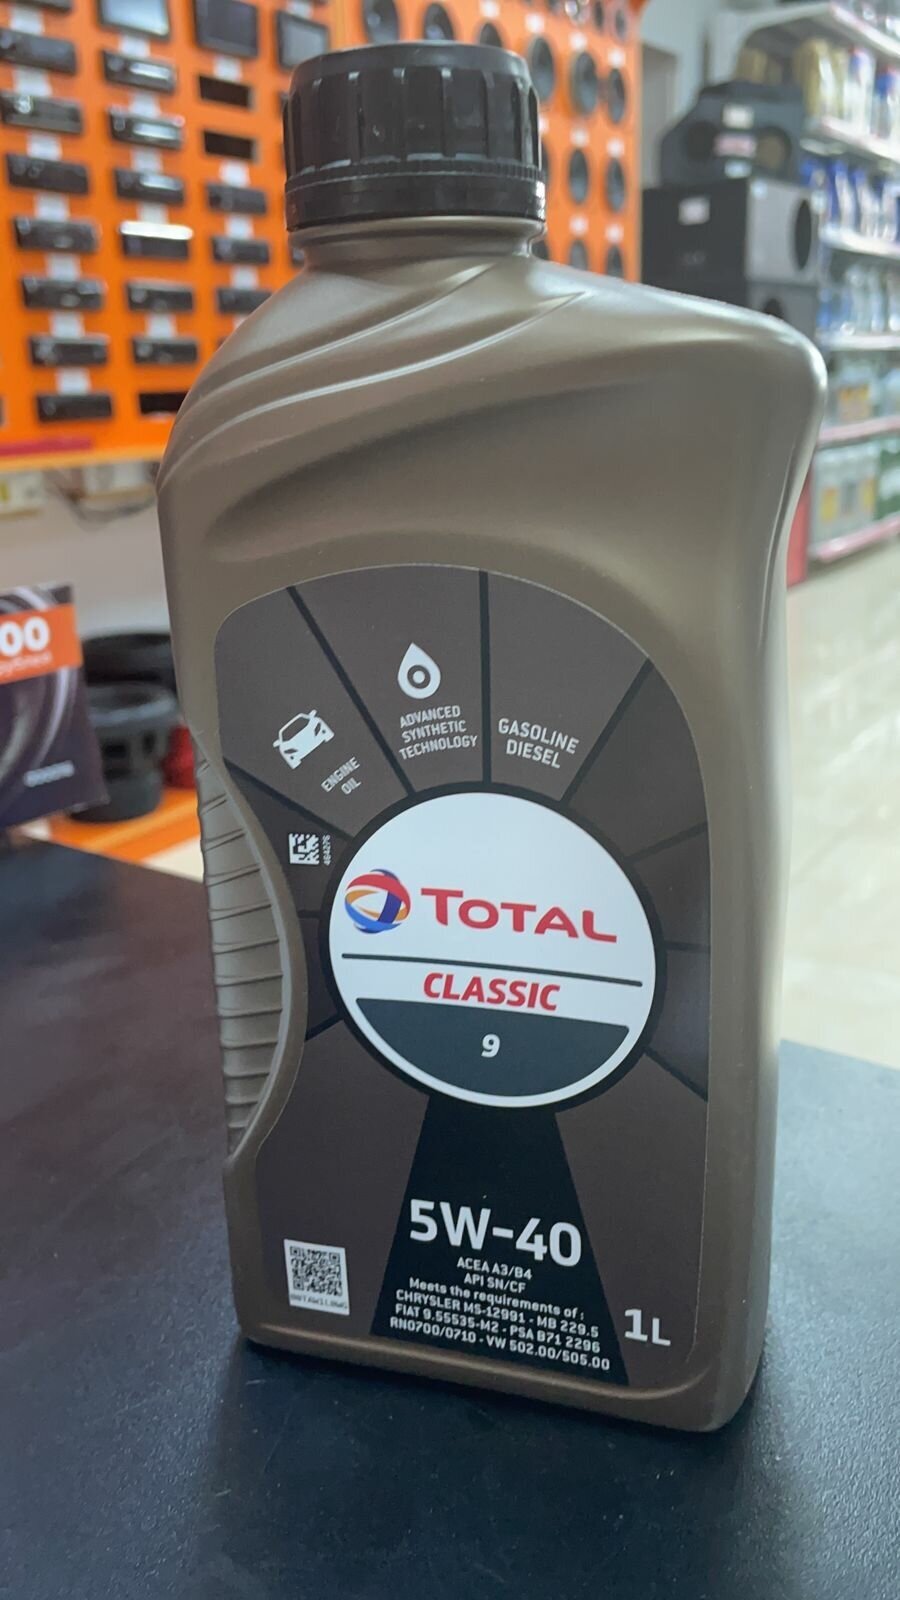 00
ADVANCED
SYNTHETIC
TECHNOLOGY
GASOLINE
DIESEL
ENGINE
OIL
464276
TOTAL
CLASSIC
9
5W-40
ACEA A3/B4
API SN/CF
Meets the requirements of :
CHRYSLER MS-12991 - MB 229.5
FIAT 9.55535-M2 - PSA B71 2296
RN0700/0710 - VW 502.00/505.00
1L